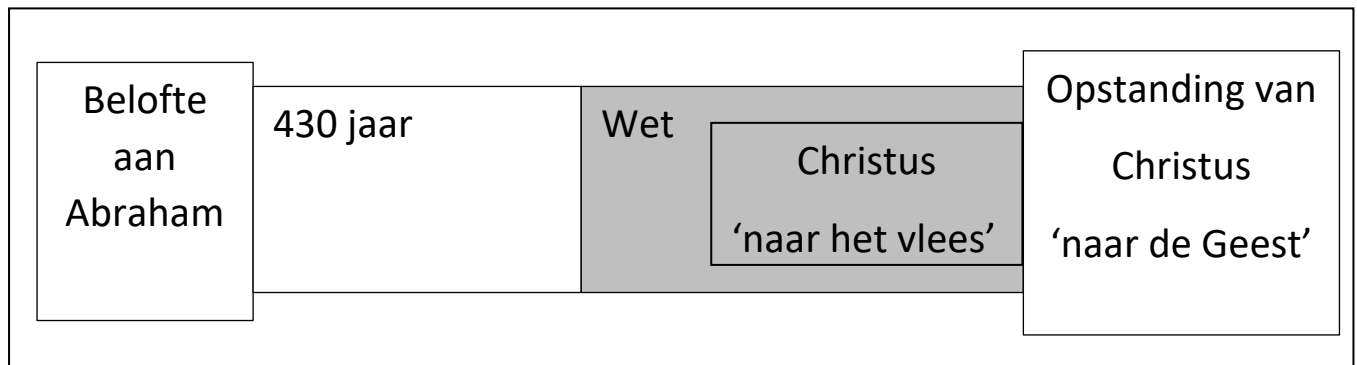 Belofte
aan
Abraham
430 jaar
Wet
Christus
‘naar het vlees’
Opstanding van
Christus
‘naar de Geest’